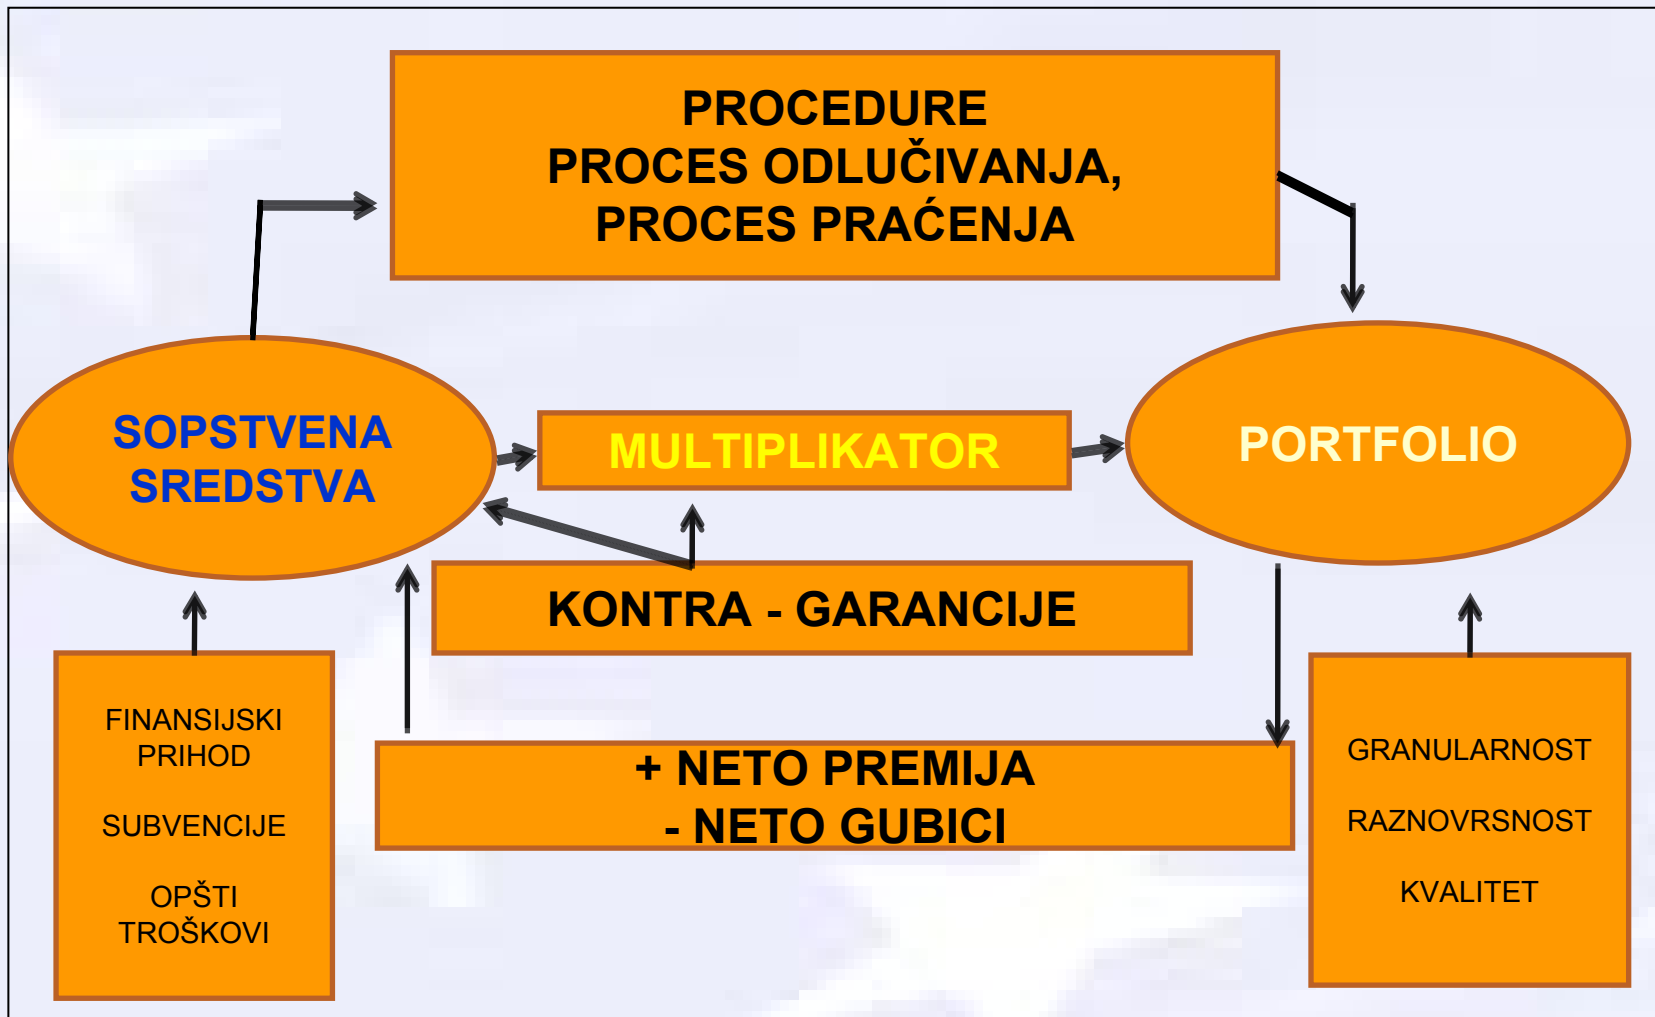 PROCEDURE
PROCES ODLUČIVANJA,
PROCES PRAĆENJA
SOPSTVENA
SREDSTVA
MULTIPLIKATOR
PORTFOLIO
KONTRA - GARANCIJE
FINANSIJSKI
PRIHOD
SUBVENCIJE
OPŠTI
TROŠKOVI
+ NETO PREMIJA
- NETO GUBICI
GRANULARNOST
RAZNOVRSNOST
KVALITET